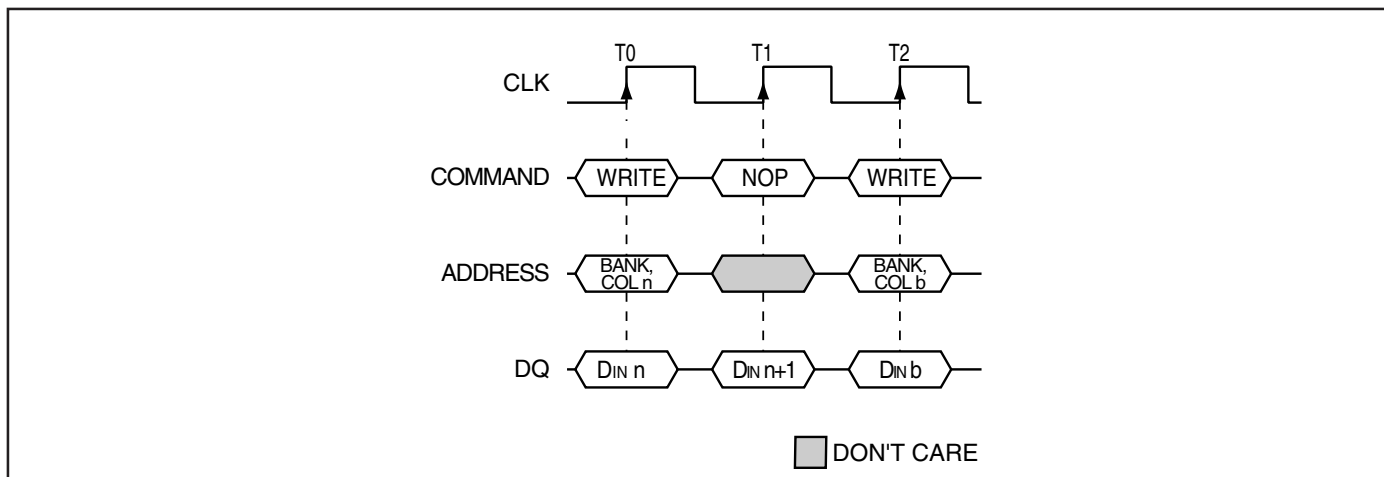 T0 T1 T2
CLK
COMMAND WRITE NOP WRITE
ADDRESS BANK, COL n BANK, COL b
DQ DIN n DIN n+1 DIN b
DON'T CARE